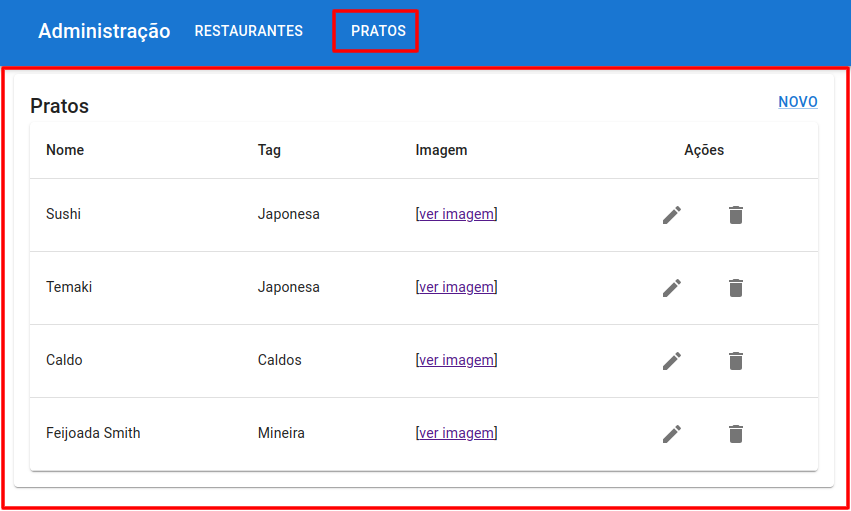 Administração RESTAURANTES PRATOS
Pratos NOVO
Nome Tag Imagem Ações
Sushi Japonesa [ver imagem]
Temaki Japonesa [ver imagem]
Caldo Caldos [ver imagem]
Feijoada Smith Mineira [ver imagem]